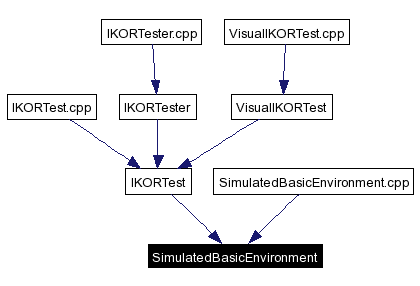 IKORTester.cpp
VisualIKORTest.cpp
IKORTest.cpp
IKORTester
VisualIKORTest
IKORTest
SimulatedBasicEnvironment.cpp
SimulatedBasicEnvironment